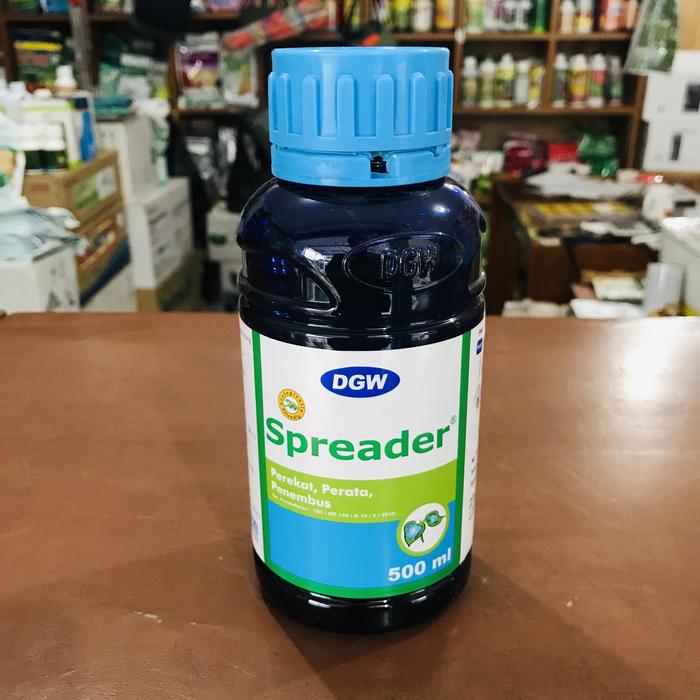 DGW
DGW
Spreader®
Perekat, Perata,
Penembus
500 ml